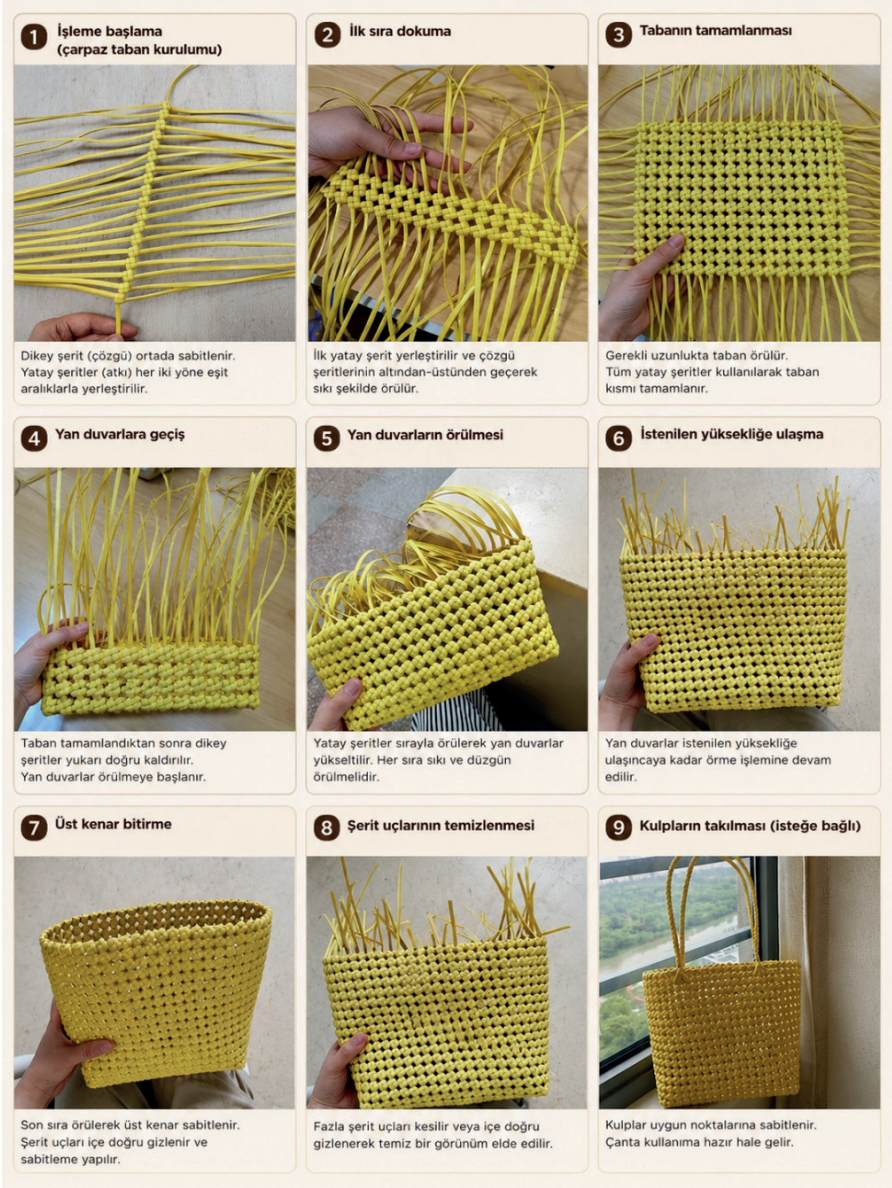 1 İşleme başlama
(çarpaz taban kurulumu)
Dikey şerit (çözgü) ortada sabitlenir.
Yatay şeritler (atkı) her iki yöne eşit
aralıklarla yerleştirilir.
2 İlk sıra dokuma
İlk yatay şerit yerleştirilir ve çözgü
şeritlerinin altından-üstünden geçerek
sıkı şekilde örülür.
3 Tabanın tamamlanması
Gerekli uzunlukta taban örülür.
Tüm yatay şeritler kullanılarak taban
kısmı tamamlanır.
4 Yan duvarlara geçiş
Taban tamamlandıktan sonra dikey
şeritler yukarı doğru kaldırılır.
Yan duvarlar örülmeye başlanır.
5 Yan duvarların örülmesi
Yatay şeritler sırayla örülerek yan duvarlar
yükseltilir. Her sıra sıkı ve düzgün
örülmelidir.
6 İstenilen yüksekliğe ulaşma
Yan duvarlar istenilen yüksekliğe
ulaşıncaya kadar örme işlemine devam
edilir.
7 Üst kenar bitirme
Son sıra örülerek üst kenar sabitlenir.
Şerit uçları içe doğru gizlenir ve
sabitleme yapılır.
8 Şerit uçlarının temizlenmesi
Fazla şerit uçları kesilir veya içe doğru
gizlenerek temiz bir görünüm elde edilir.
9 Kulpların takılması (isteğe bağlı)
Kulplar uygun noktalarına sabitlenir.
Çanta kullanıma hazır hale gelir.